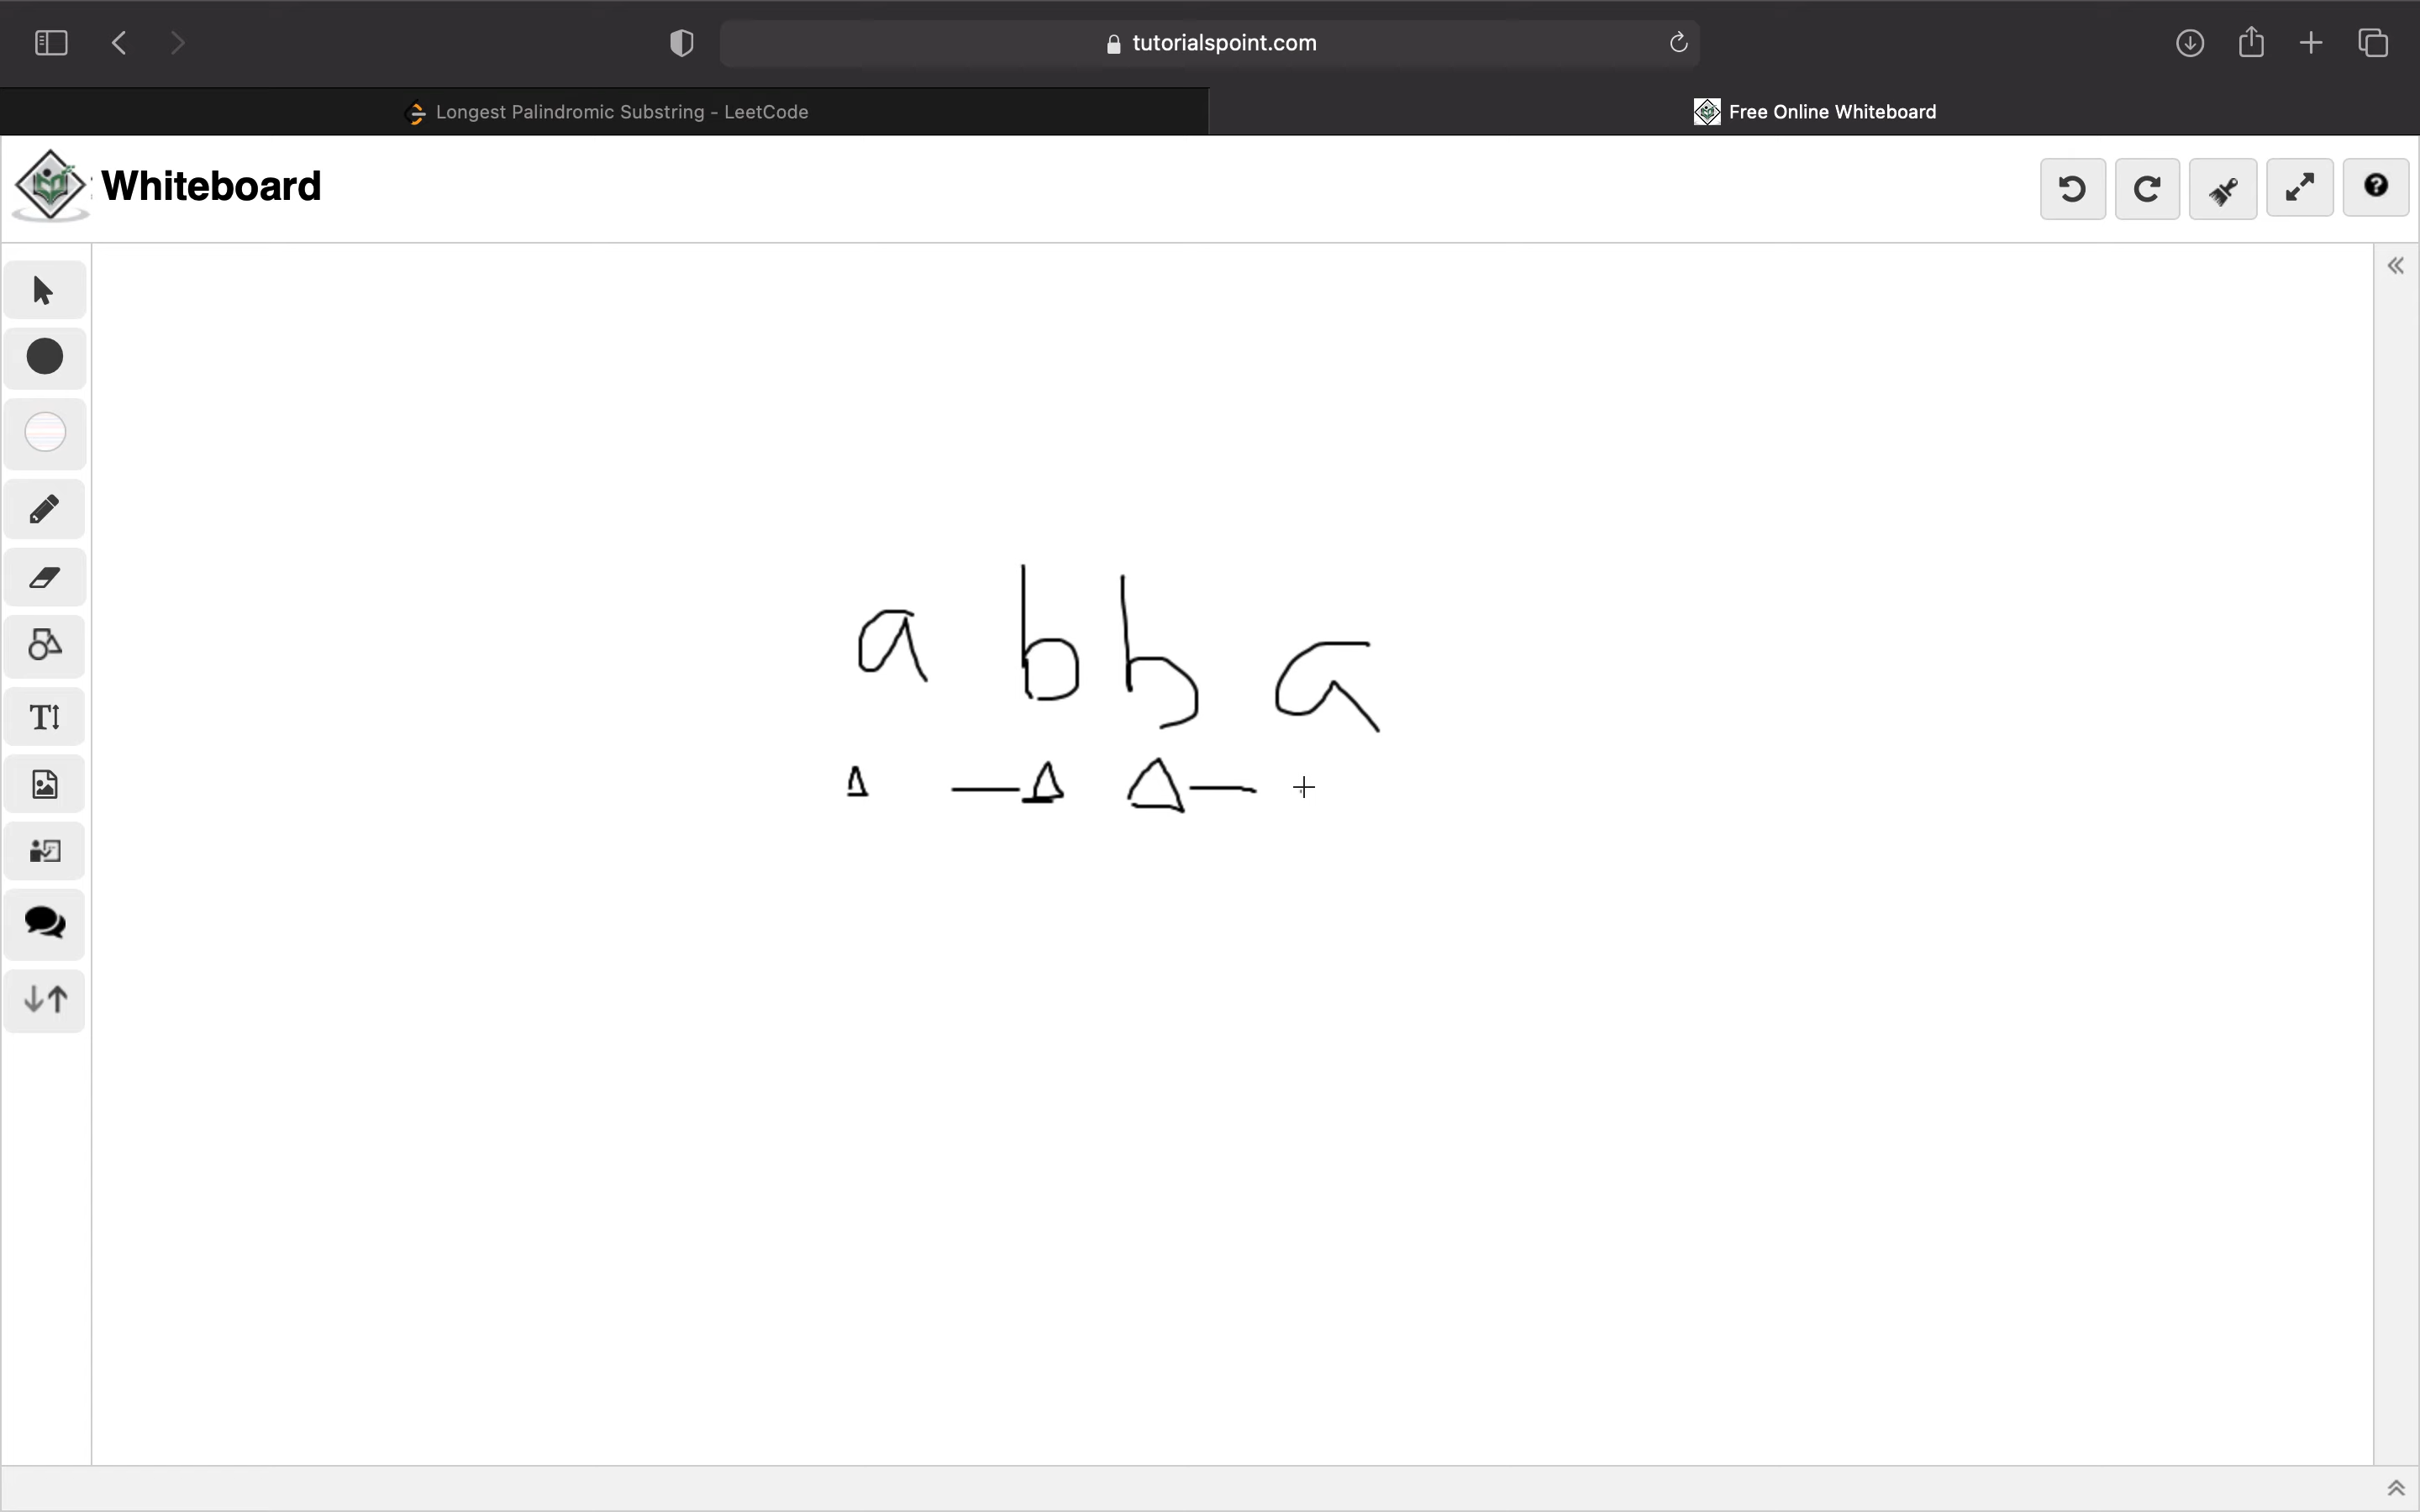 tutorialspoint.com
Longest Palindromic Substring - LeetCode
Free Online Whiteboard
Whiteboard
a b b a